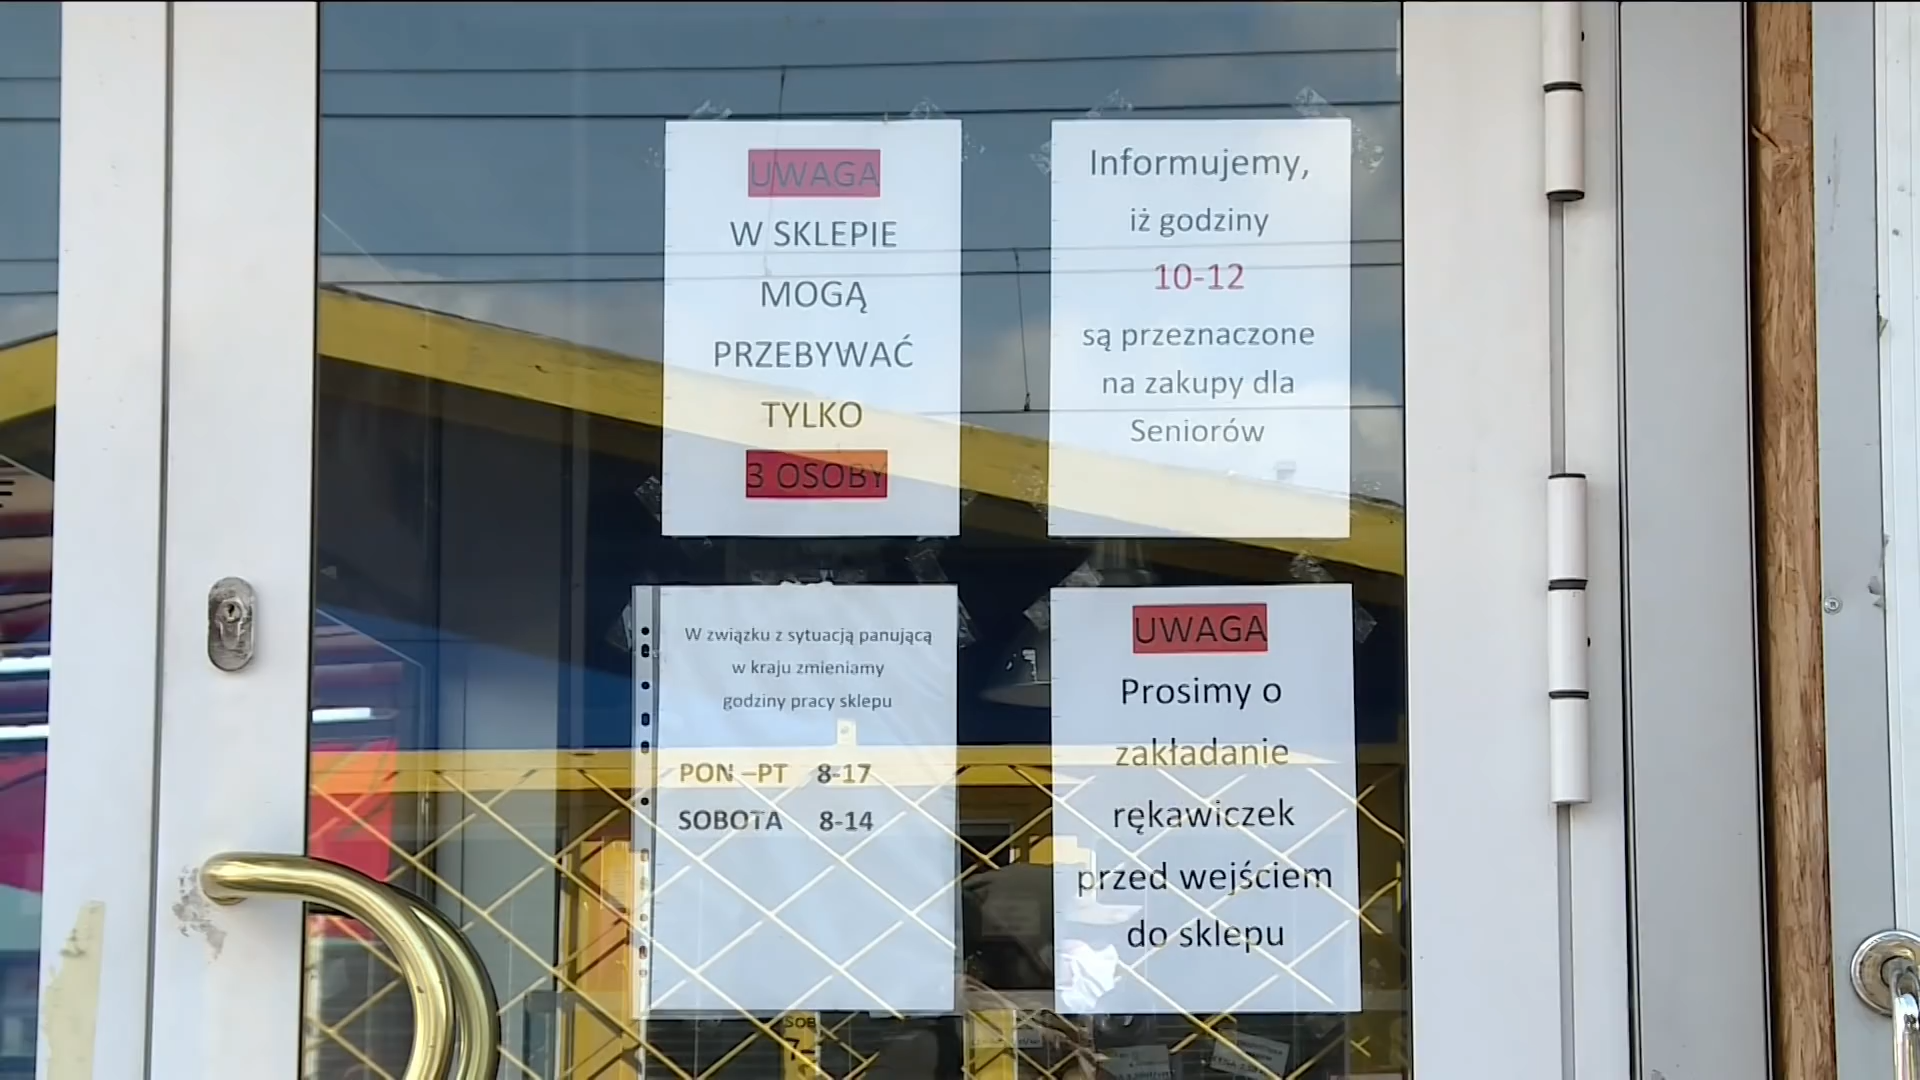 UWAGA
W SKLEPIE
MOGĄ
PRZEBYWAĆ
TYLKO
3 OSOBY
Informujemy,
iż godziny
10-12
są przeznaczone
na zakupy dla
Seniorów
W związku z sytuacją panującą
w kraju zmieniamy
godziny pracy sklepu
PON –PT 8-17
SOBOTA 8-14
UWAGA
Prosimy o
zakładanie
rękawiczek
przed wejściem
do sklepu